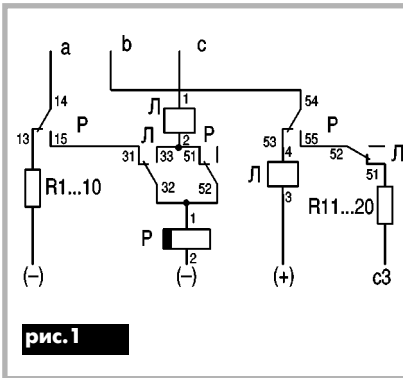 a b c
14 1 54
Л
13 15 Р 2 Р 53 55 Р
Л 33 51 4 52 Л
31 51
R1...10 32 52 Л 3 R11...20
1
Р
2
(–) (–) (+) с3
рис.1